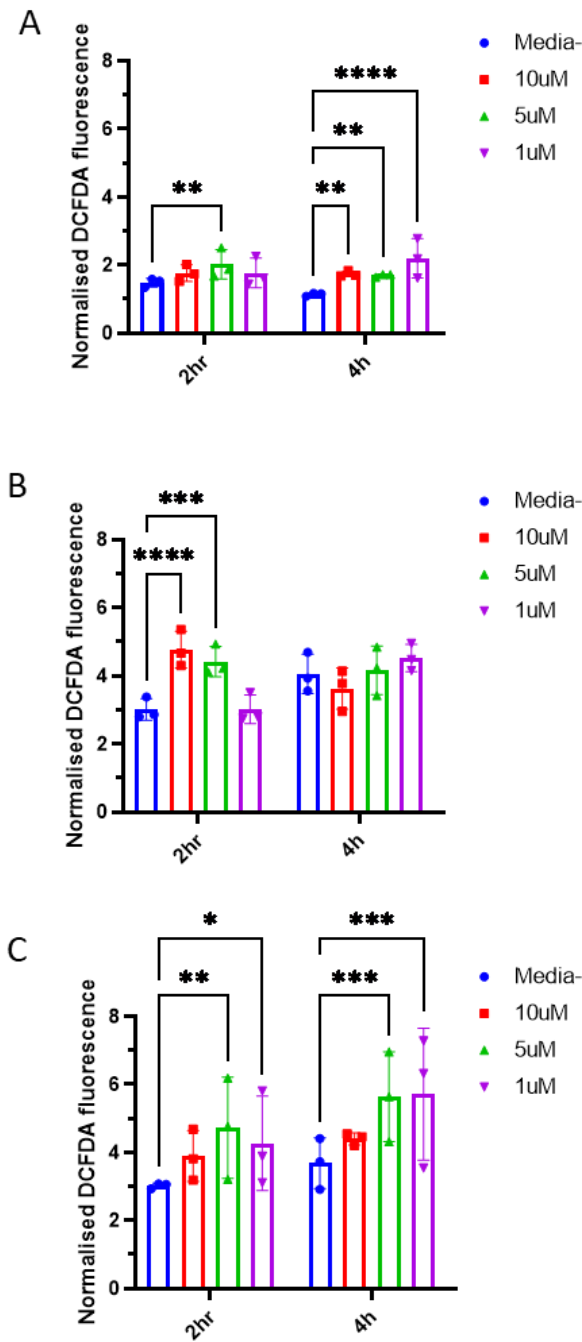 A
Normalised DCFDA fluorescence
8
6
4
2
0
**
**
**
****
2hr
4h
Media-
10uM
5uM
1uM
B
Normalised DCFDA fluorescence
8
6
4
2
0
****
***
2hr
4h
Media-
10uM
5uM
1uM
C
Normalised DCFDA fluorescence
8
6
4
2
0
**
*
***
***
2hr
4h
Media-
10uM
5uM
1uM